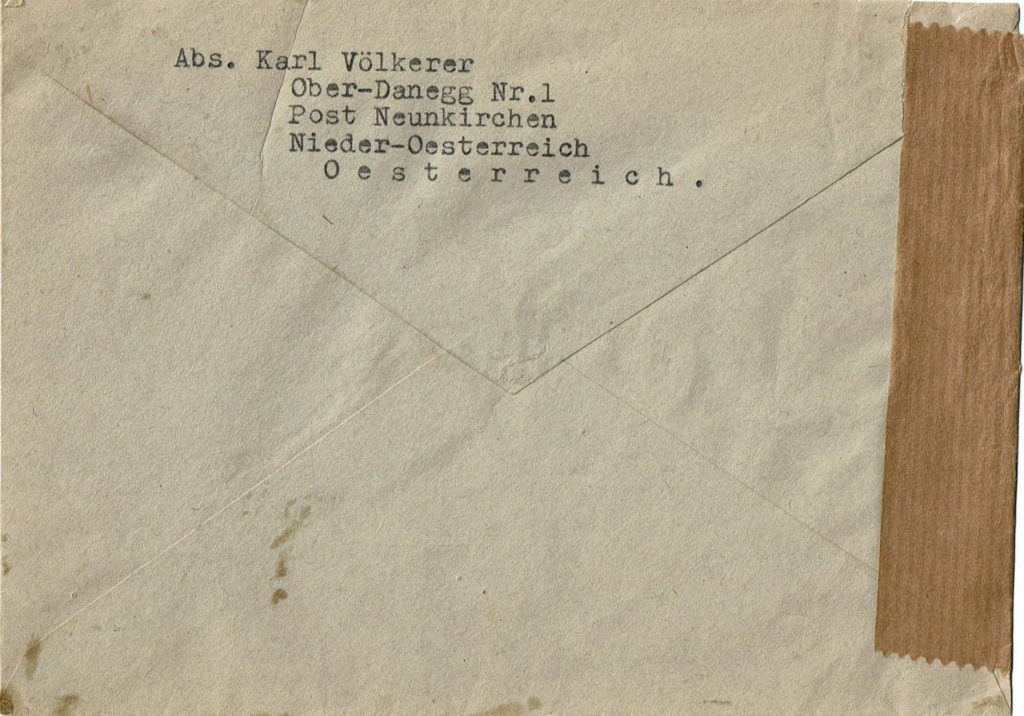 Abs. Karl Völkerer
Ober-Danegg Nr.1
Post Neunkirchen
Nieder-Oesterreich
O e s t e r r e i c h .